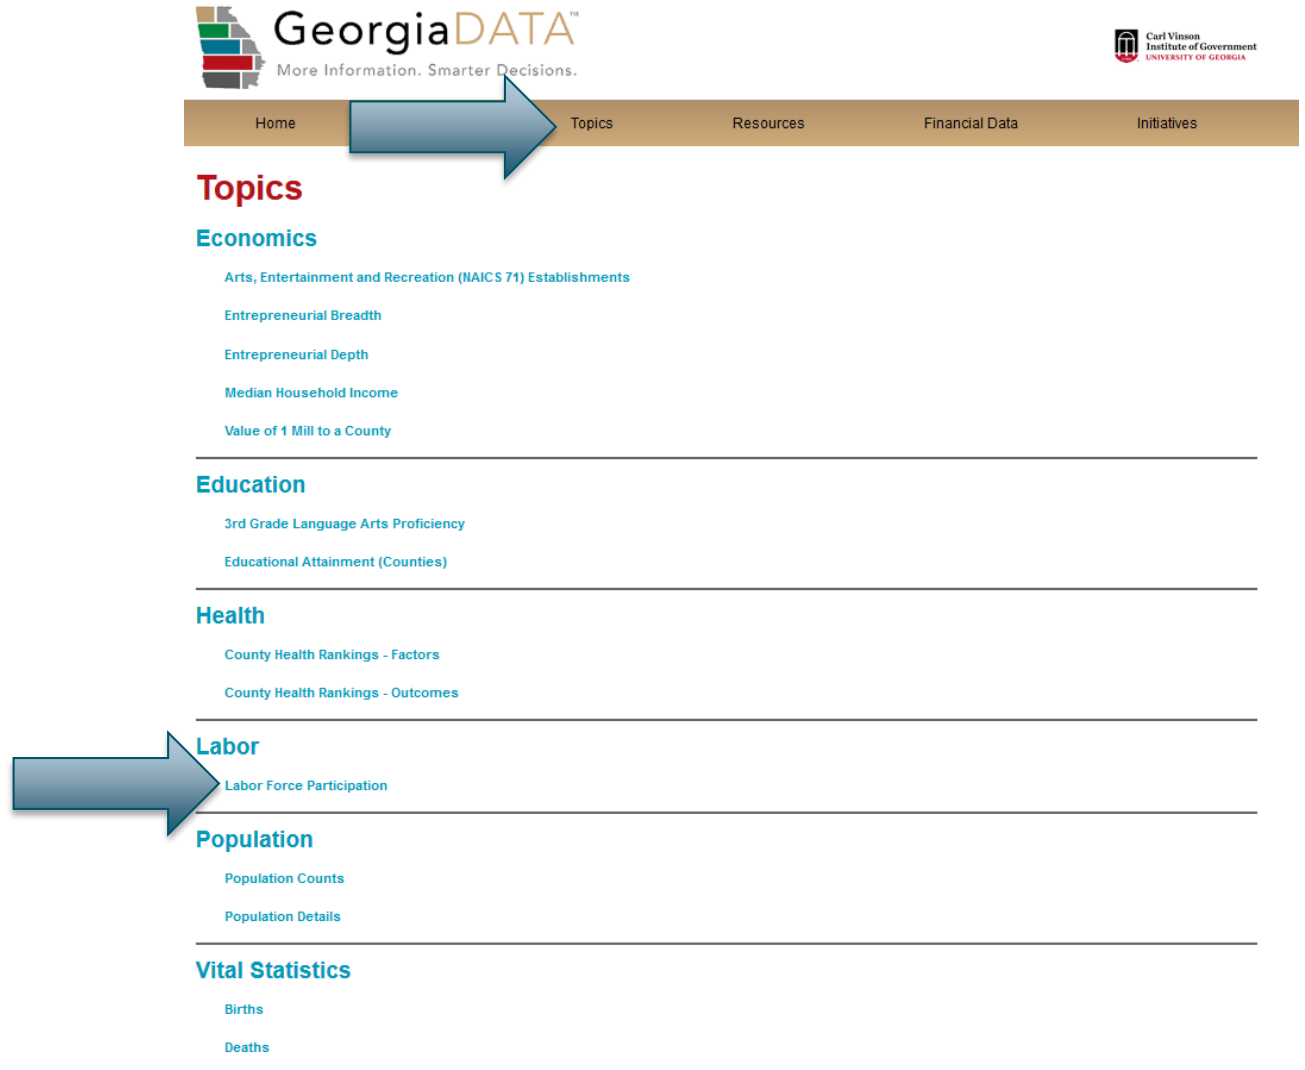 GeorgiaDATA™
More Information. Smarter Decisions.
Carl Vinson
Institute of Government
UNIVERSITY OF GEORGIA
Home
Topics
Resources
Financial Data
Initiatives
Topics
Economics
Arts, Entertainment and Recreation (NAICS 71) Establishments
Entrepreneurial Breadth
Entrepreneurial Depth
Median Household Income
Value of 1 Mill to a County
Education
3rd Grade Language Arts Proficiency
Educational Attainment (Counties)
Health
County Health Rankings - Factors
County Health Rankings - Outcomes
Labor
Labor Force Participation
Population
Population Counts
Population Details
Vital Statistics
Births
Deaths